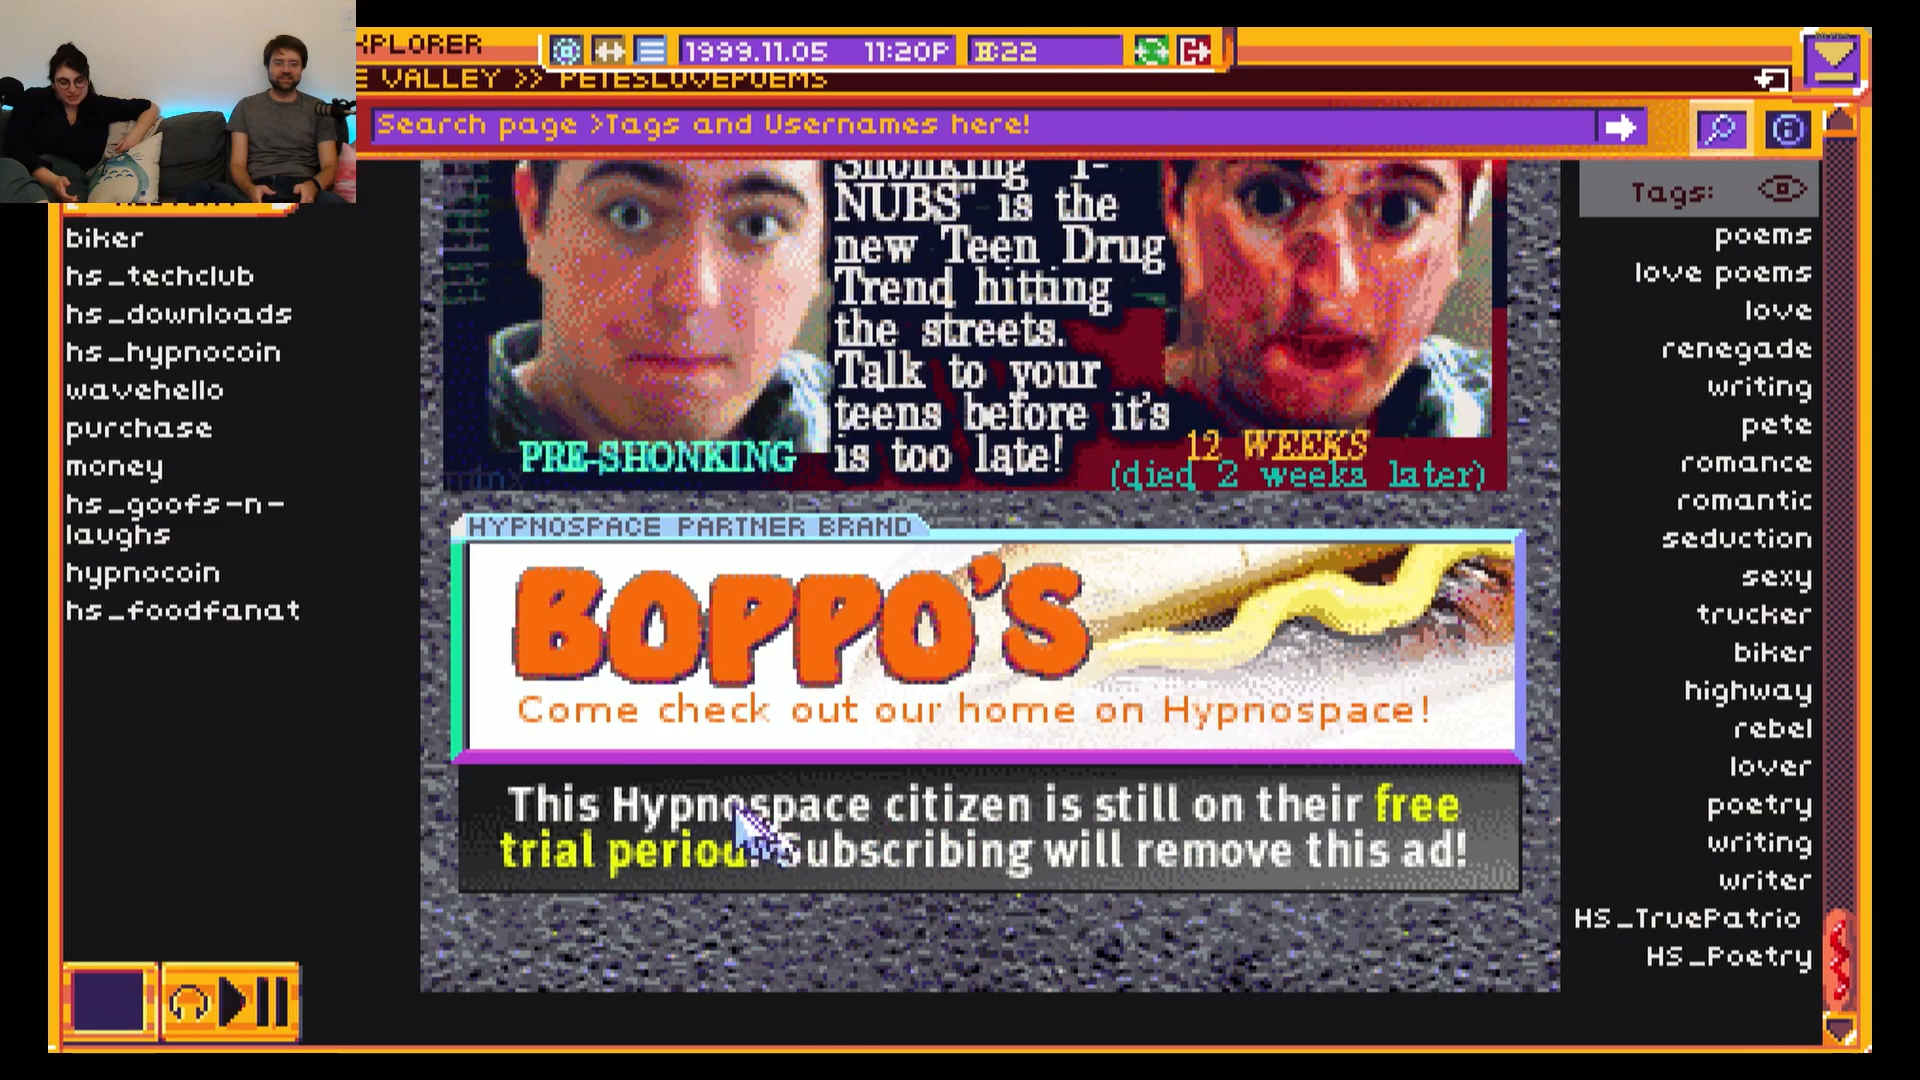 XPLORER
1999.11.05 11:20P
:22
E VALLEY >> PETESLOVEPOEMS
Search page >Tags and Usernames here!
biker
hs_techclub
hs_downloads
hs_hypnocoin
wavehello
purchase
money
hs_goofs-n-
laughs
hypnocoin
hs_foodfanat
Shonking "I-
NUBS" is the
new Teen Drug
Trend hitting
the streets.
Talk to your
teens before it's
is too late!
PRE-SHONKING
12 WEEKS
(died 2 weeks later)
HYPNOSPACE PARTNER BRAND
BOPPO'S
Come check out our home on Hypnospace!
This Hypnospace citizen is still on their free
trial period! Subscribing will remove this ad!
Tags:
poems
love poems
love
renegade
writing
pete
romance
romantic
seduction
sexy
trucker
biker
highway
rebel
lover
poetry
writing
writer
HS_TruePatrio
HS_Poetry